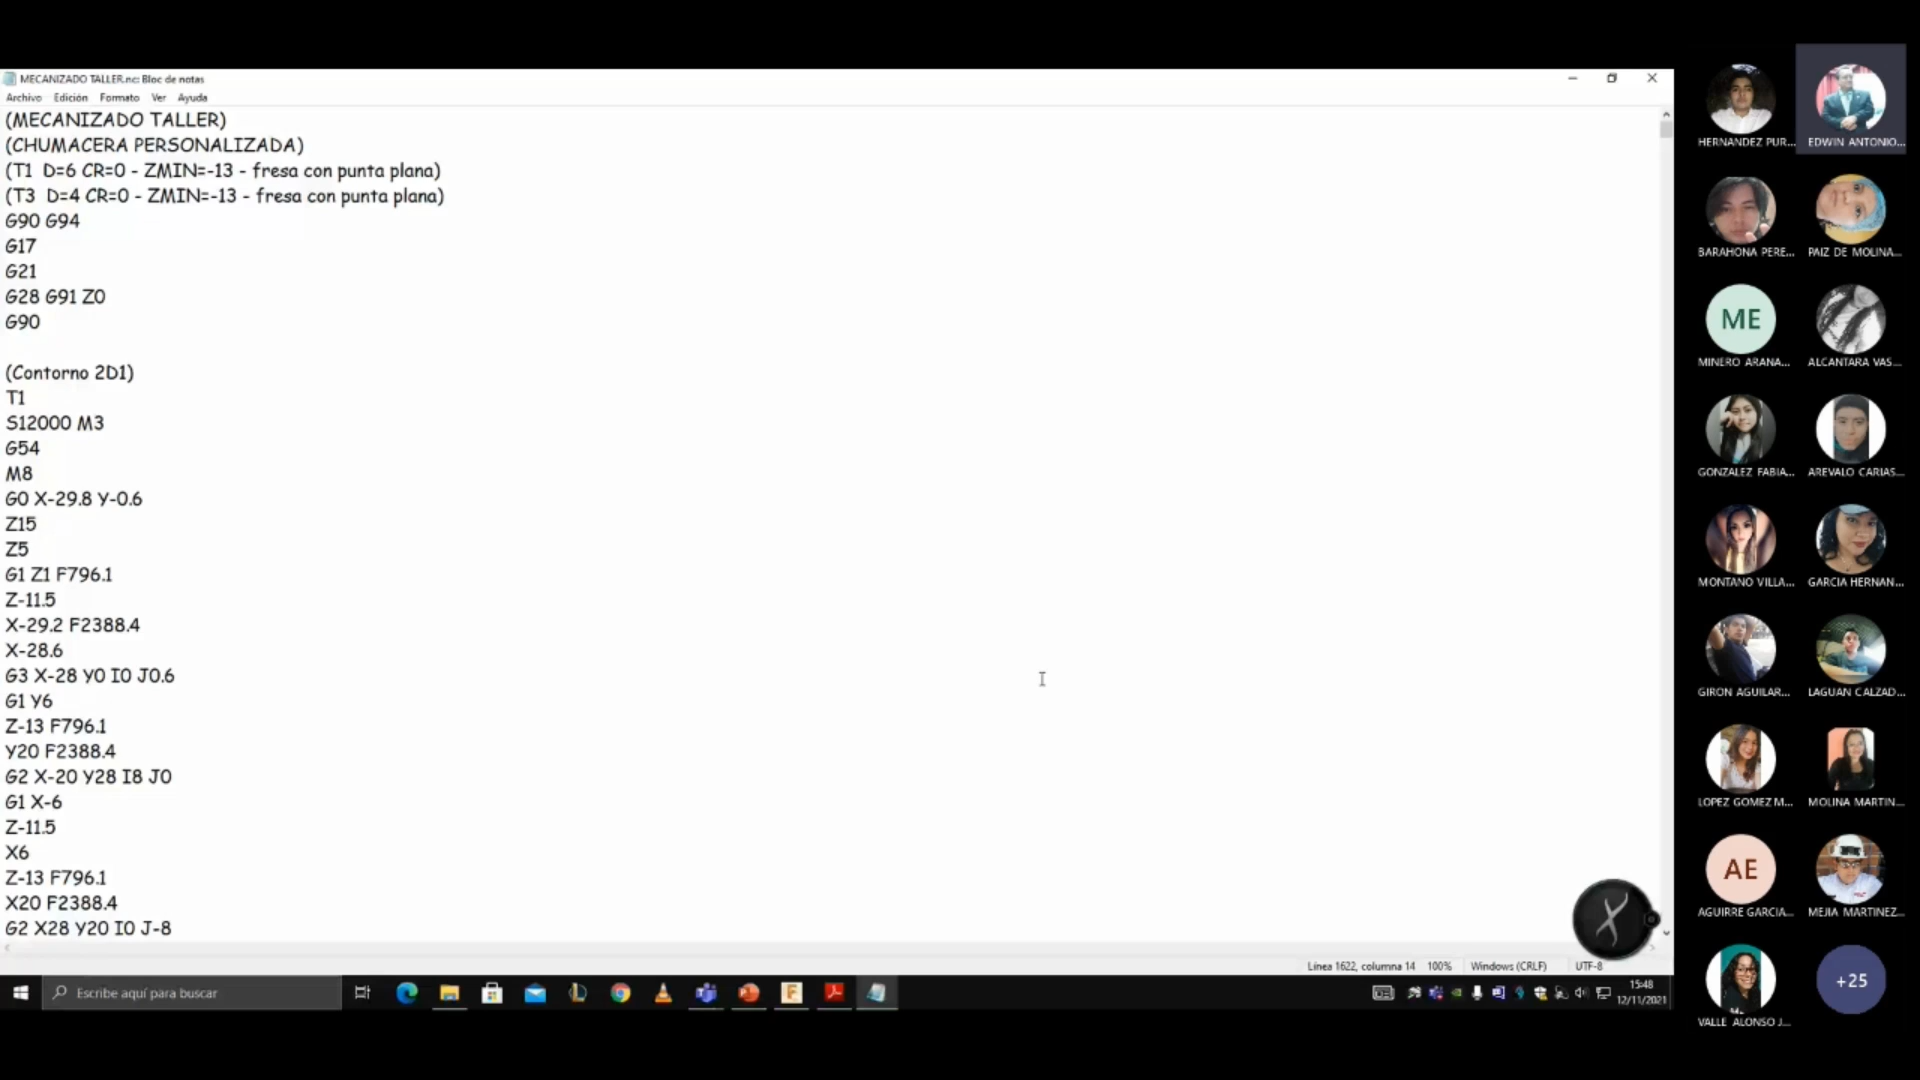 MECANIZADO TALLER.nc: Bloc de notas
Archivo Edición Formato Ver Ayuda
(MECANIZADO TALLER)
(CHUMACERA PERSONALIZADA)
(T1 D=6 CR=0 - ZMIN=-13 - fresa con punta plana)
(T3 D=4 CR=0 - ZMIN=-13 - fresa con punta plana)
G90 G94
G17
G21
G28 G91 Z0
G90
(Contorno 2D1)
T1
S12000 M3
G54
M8
G0 X-29.8 Y-0.6
Z15
Z5
G1 Z1 F796.1
Z-11.5
X-29.2 F2388.4
X-28.6
G3 X-28 Y0 I0 J0.6
G1 Y6
Z-13 F796.1
Y20 F2388.4
G2 X-20 Y28 I8 J0
G1 X-6
Z-11.5
X6
Z-13 F796.1
X20 F2388.4
G2 X28 Y20 I0 J-8
Línea 1622, columna 14 100% Windows (CRLF) UTF-8
Escribe aquí para buscar
15:48
12/11/2021
HERNANDEZ PUR... EDWIN ANTONIO...
BARAHONA PERE... PAIZ DE MOLINA...
ME
MINERO ARANA... ALCANTARA VAS...
GONZALEZ FABIA... AREVALO CARIAS...
MONTANO VILLA... GARCIA HERNAN...
GIRON AGUILAR... LAGUAN CALZAD...
LOPEZ GOMEZ M... MOLINA MARTIN...
AE
AGUIRRE GARCIA... MEJIA MARTINEZ...
+25
VALLE ALONSO J...